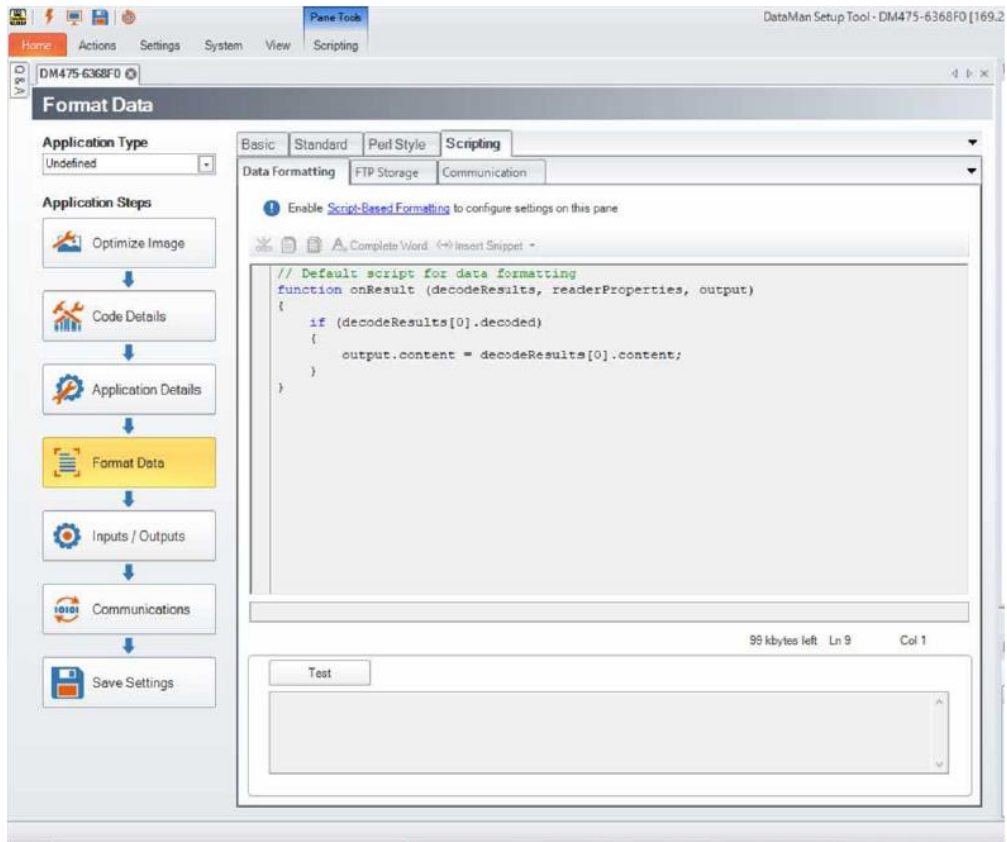 Pane Tools
DataMan Setup Tool - DM475-6368F0 [169.2
Home Actions Settings System View Scripting
Q & A
DM475-6368F0
Format Data
Application Type
Undefined
Application Steps
Optimize Image
Code Details
Application Details
Format Data
Inputs / Outputs
Communications
Save Settings
Basic Standard Perl Style Scripting
Data Formatting FTP Storage Communication
Enable Script-Based Formatting to configure settings on this pane
Complete Word Insert Snippet
// Default script for data formatting
function onResult (decodeResults, readerProperties, output)
{
    if (decodeResults[0].decoded)
    {
        output.content = decodeResults[0].content;
    }
}
99 kbytes left Ln 9 Col 1
Test